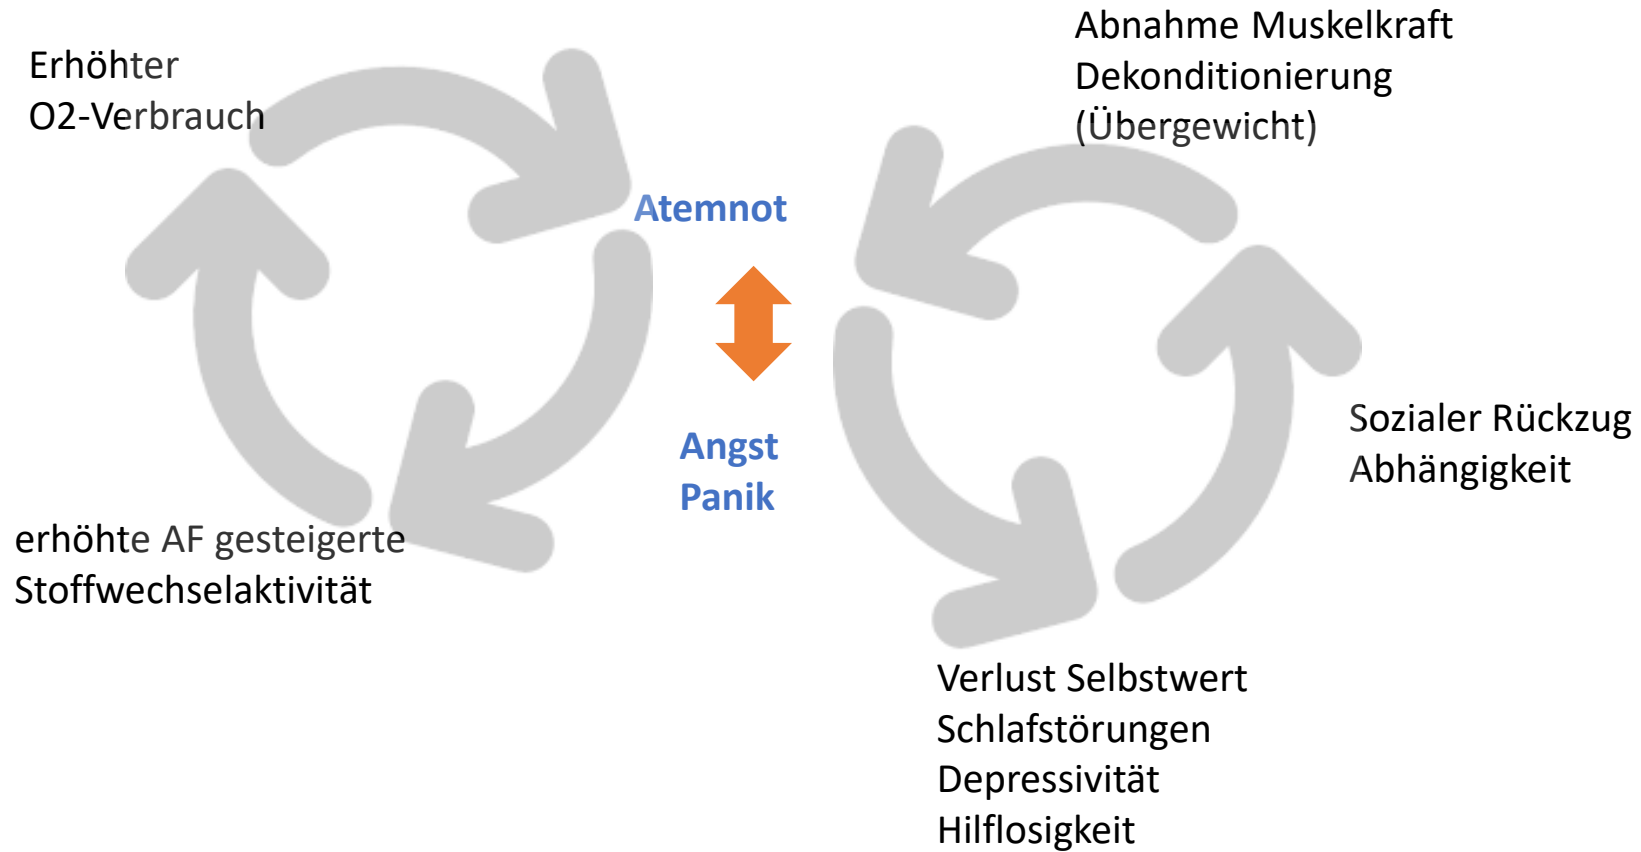 Erhöhter
O2-Verbrauch
Abnahme Muskelkraft
Dekonditionierung
(Übergewicht)
Atemnot
Angst
Panik
Sozialer Rückzug
Abhängigkeit
erhöhte AF gesteigerte
Stoffwechselaktivität
Verlust Selbstwert
Schlafstörungen
Depressivität
Hilflosigkeit